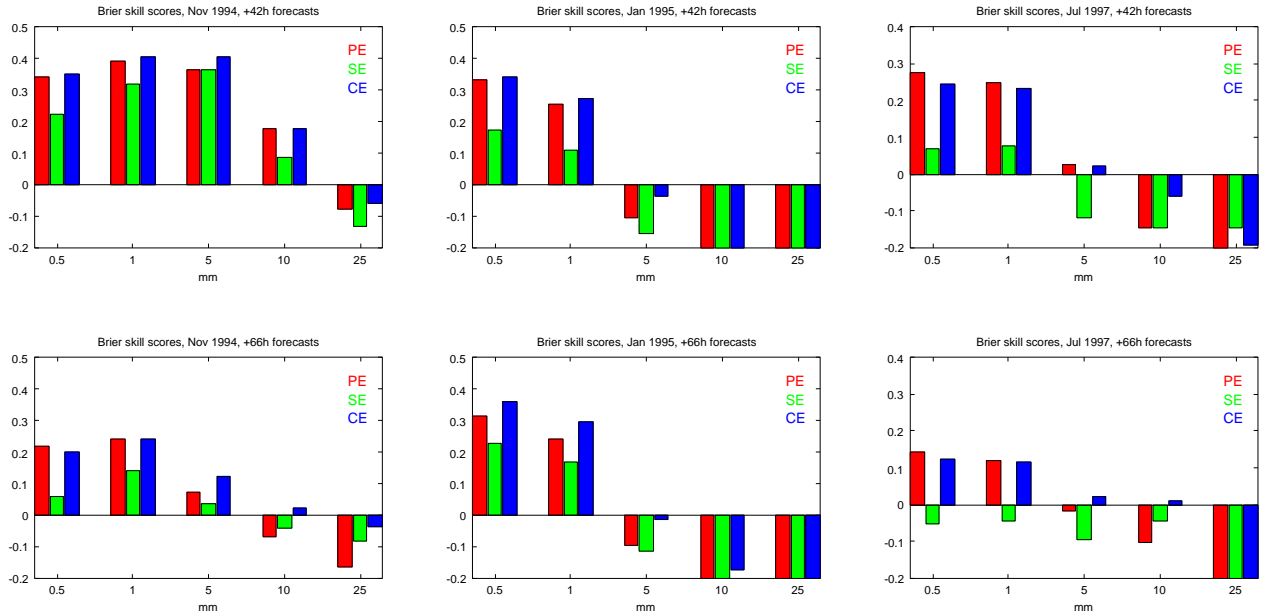 Brier skill scores, Nov 1994, +42h forecasts
0.5
0.4
0.3
0.2
0.1
0
-0.1
-0.2
PE
SE
CE
0.5 1 5 10 25
mm
Brier skill scores, Jan 1995, +42h forecasts
0.5
0.4
0.3
0.2
0.1
0
-0.1
-0.2
PE
SE
CE
0.5 1 5 10 25
mm
Brier skill scores, Jul 1997, +42h forecasts
0.4
0.3
0.2
0.1
0
-0.1
-0.2
PE
SE
CE
0.5 1 5 10 25
mm
Brier skill scores, Nov 1994, +66h forecasts
0.5
0.4
0.3
0.2
0.1
0
-0.1
-0.2
PE
SE
CE
0.5 1 5 10 25
mm
Brier skill scores, Jan 1995, +66h forecasts
0.5
0.4
0.3
0.2
0.1
0
-0.1
-0.2
PE
SE
CE
0.5 1 5 10 25
mm
Brier skill scores, Jul 1997, +66h forecasts
0.4
0.3
0.2
0.1
0
-0.1
-0.2
PE
SE
CE
0.5 1 5 10 25
mm